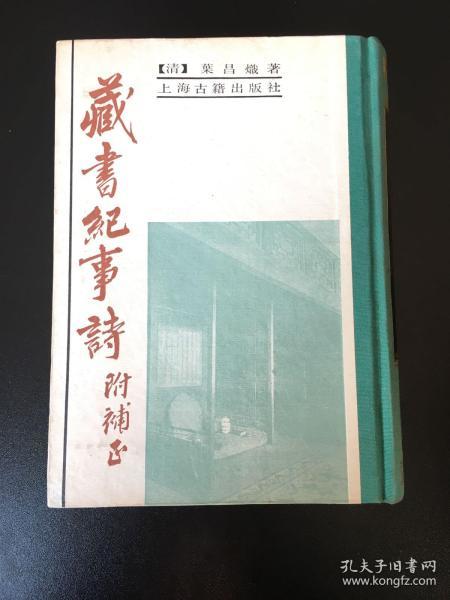 【清】葉昌熾著
上海古籍出版社
藏書紀事詩
附補正
孔夫子旧书网
www.kongfz.com